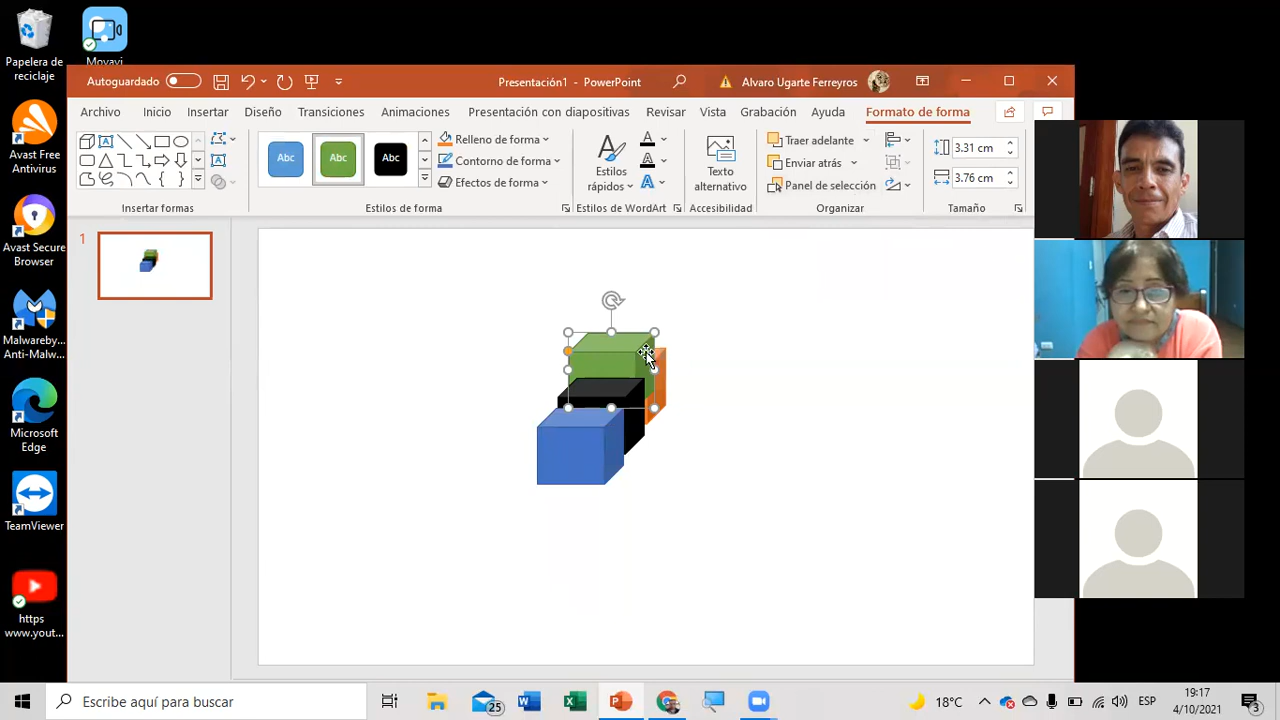 Papelera de
reciclaje
Movavi
Avast Free
Antivirus
Avast Secure
Browser
Malwareby...
Anti-Malw...
Microsoft
Edge
TeamViewer
https
www.yout...
Autoguardado
Presentación1 - PowerPoint
Alvaro Ugarte Ferreyros
Archivo Inicio Insertar Diseño Transiciones Animaciones Presentación con diapositivas Revisar Vista Grabación Ayuda Formato de forma
Abc Abc Abc
Relleno de forma
Contorno de forma
Efectos de forma
Estilos
rápidos
Texto
alternativo
Traer adelante
Enviar atrás
Panel de selección
3.31 cm
3.76 cm
Insertar formas
Estilos de forma
Estilos de WordArt
Accesibilidad
Organizar
Tamaño
1
Escribe aquí para buscar
25
18°C
ESP
19:17
4/10/2021
3